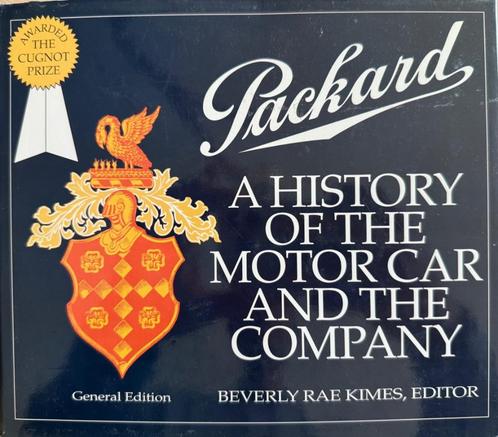 AWARDED
THE
CUGNOT
PRIZE
Packard
A HISTORY
OF THE
MOTOR CAR
AND THE
COMPANY
General Edition
BEVERLY RAE KIMES, EDITOR